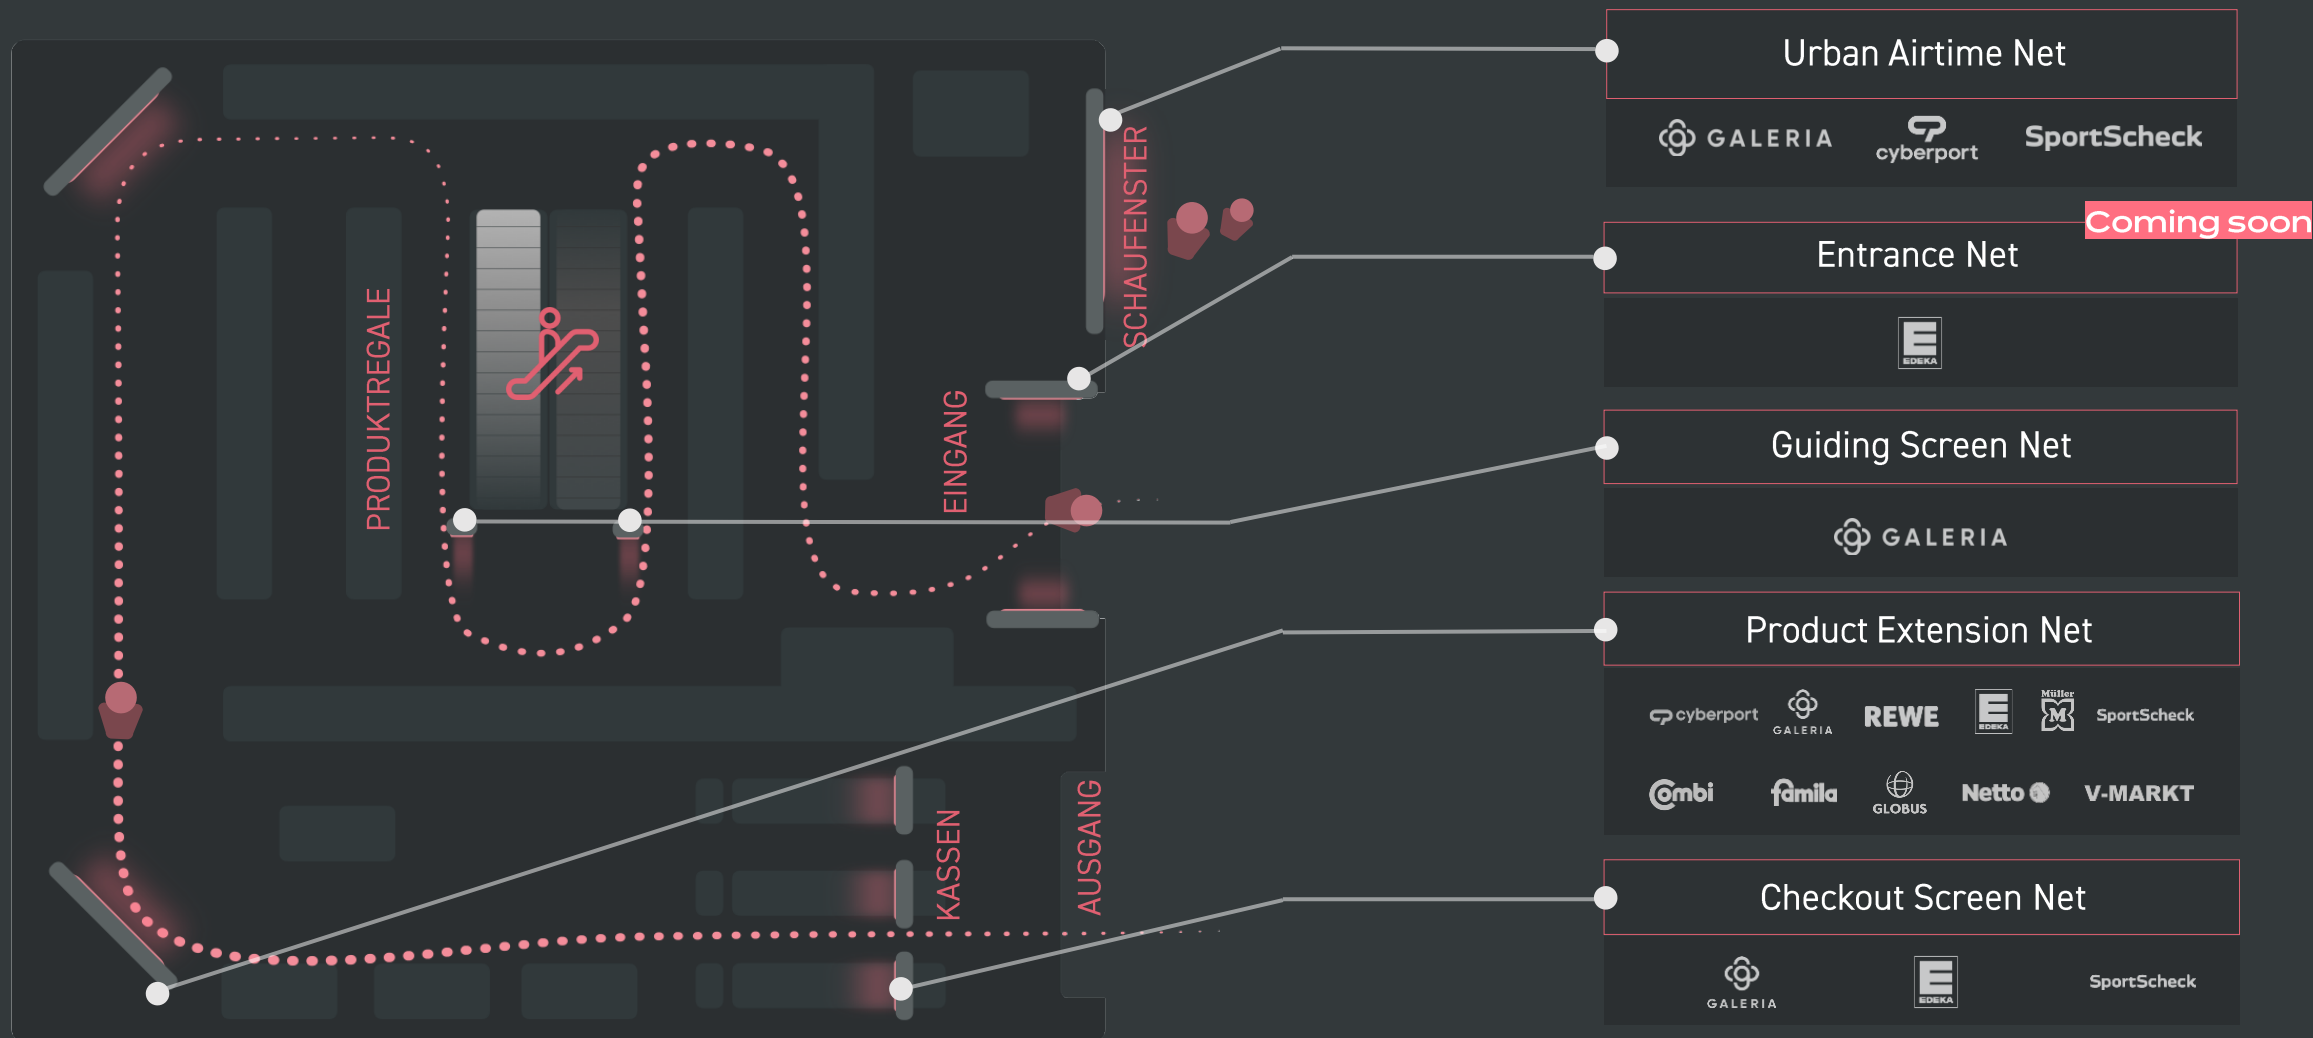 Urban Airtime Net
GALERIA
cyberport
SportScheck
Coming soon
Entrance Net
E
EDEKA
Guiding Screen Net
GALERIA
Product Extension Net
cyberport
GALERIA
REWE
E
EDEKA
Müller
M
SportScheck
Combi
famila
GLOBUS
Netto
V-MARKT
Checkout Screen Net
GALERIA
E
EDEKA
SportScheck
SCHAUFENSTER
PRODUKTREGALE
EINGANG
KASSEN
AUSGANG